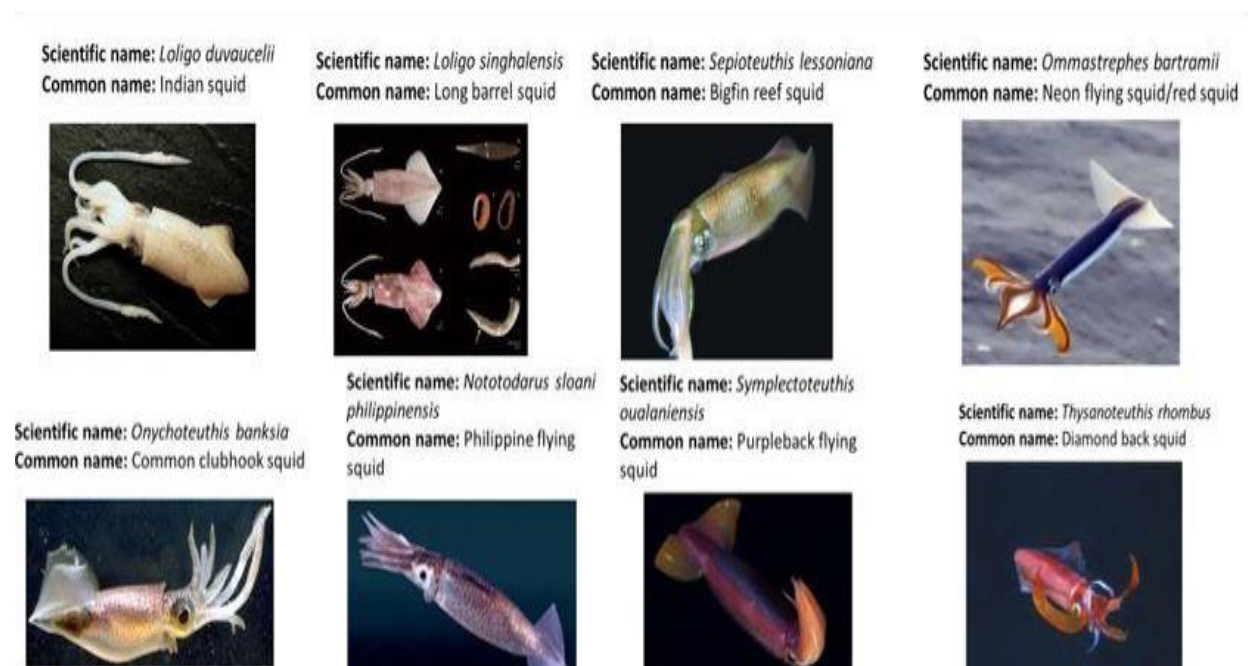 Scientific name: Loligo duvaucelii
Common name: Indian squid
Scientific name: Loligo singhalensis
Common name: Long barrel squid
Scientific name: Sepioteuthis lessoniana
Common name: Bigfin reef squid
Scientific name: Ommastrephes bartramii
Common name: Neon flying squid/red squid
Scientific name: Onychoteuthis banksia
Common name: Common clubhook squid
Scientific name: Nototodarus sloani
philippinensis
Common name: Philippine flying
squid
Scientific name: Symplectoteuthis
oualaniensis
Common name: Purpleback flying
squid
Scientific name: Thysanoteuthis rhombus
Common name: Diamond back squid